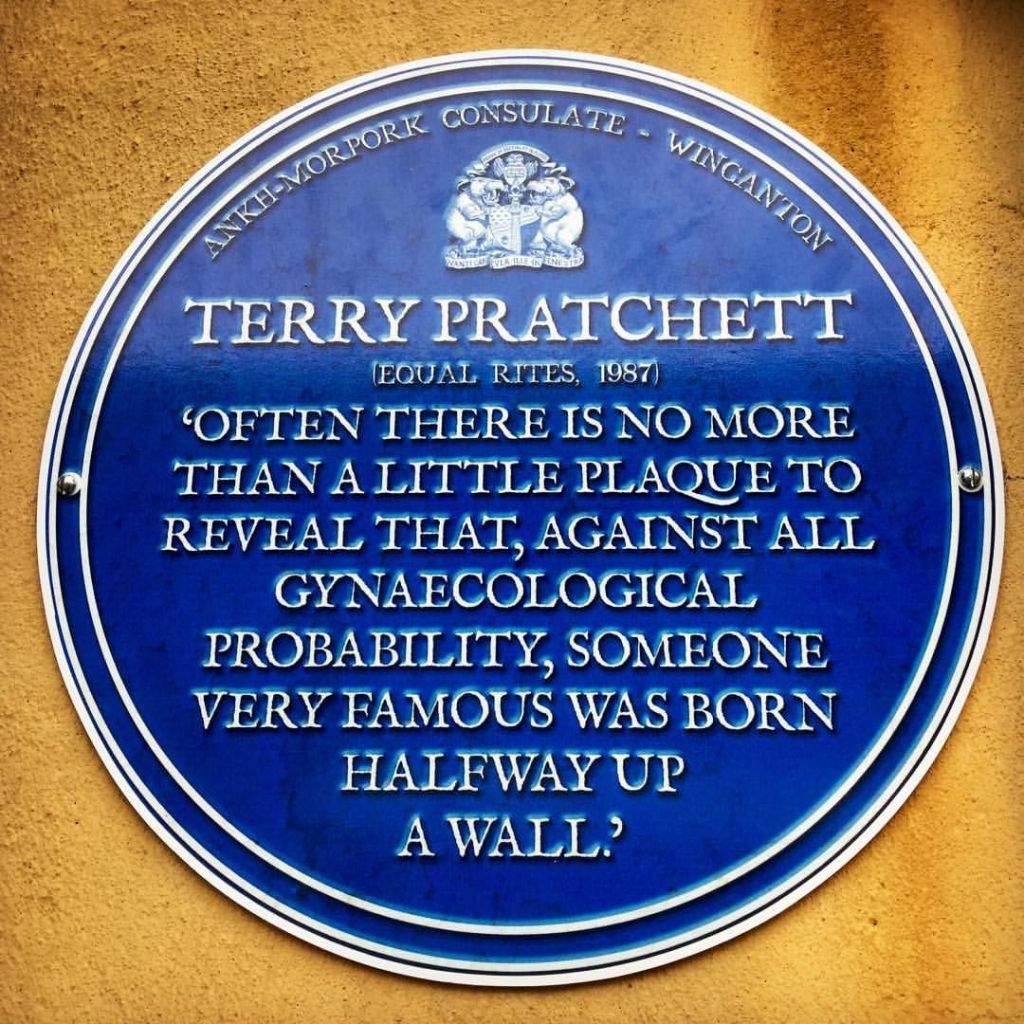 ANKH-MORPORK CONSULATE - WINCANTON
TERRY PRATCHETT
(EQUAL RITES, 1987)
‘OFTEN THERE IS NO MORE
THAN A LITTLE PLAQUE TO
REVEAL THAT, AGAINST ALL
GYNAECOLOGICAL
PROBABILITY, SOMEONE
VERY FAMOUS WAS BORN
HALFWAY UP
A WALL.’